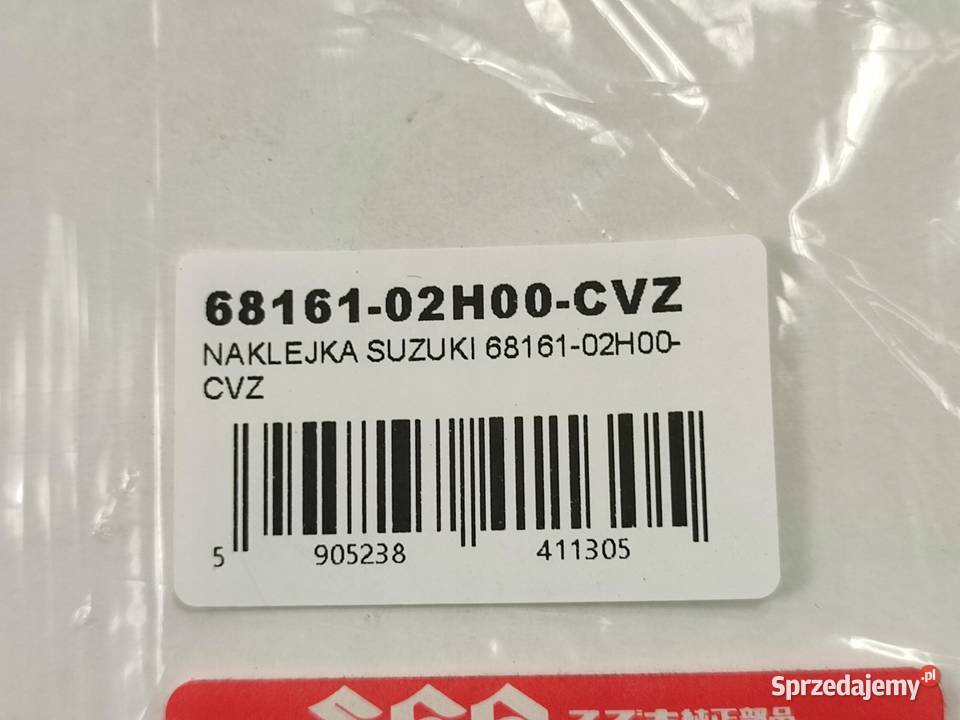 68161-02H00-CVZ
NAKLEJKA SUZUKI 68161-02H00-
CVZ
5 905238 411305
Sprzedajemy.pl